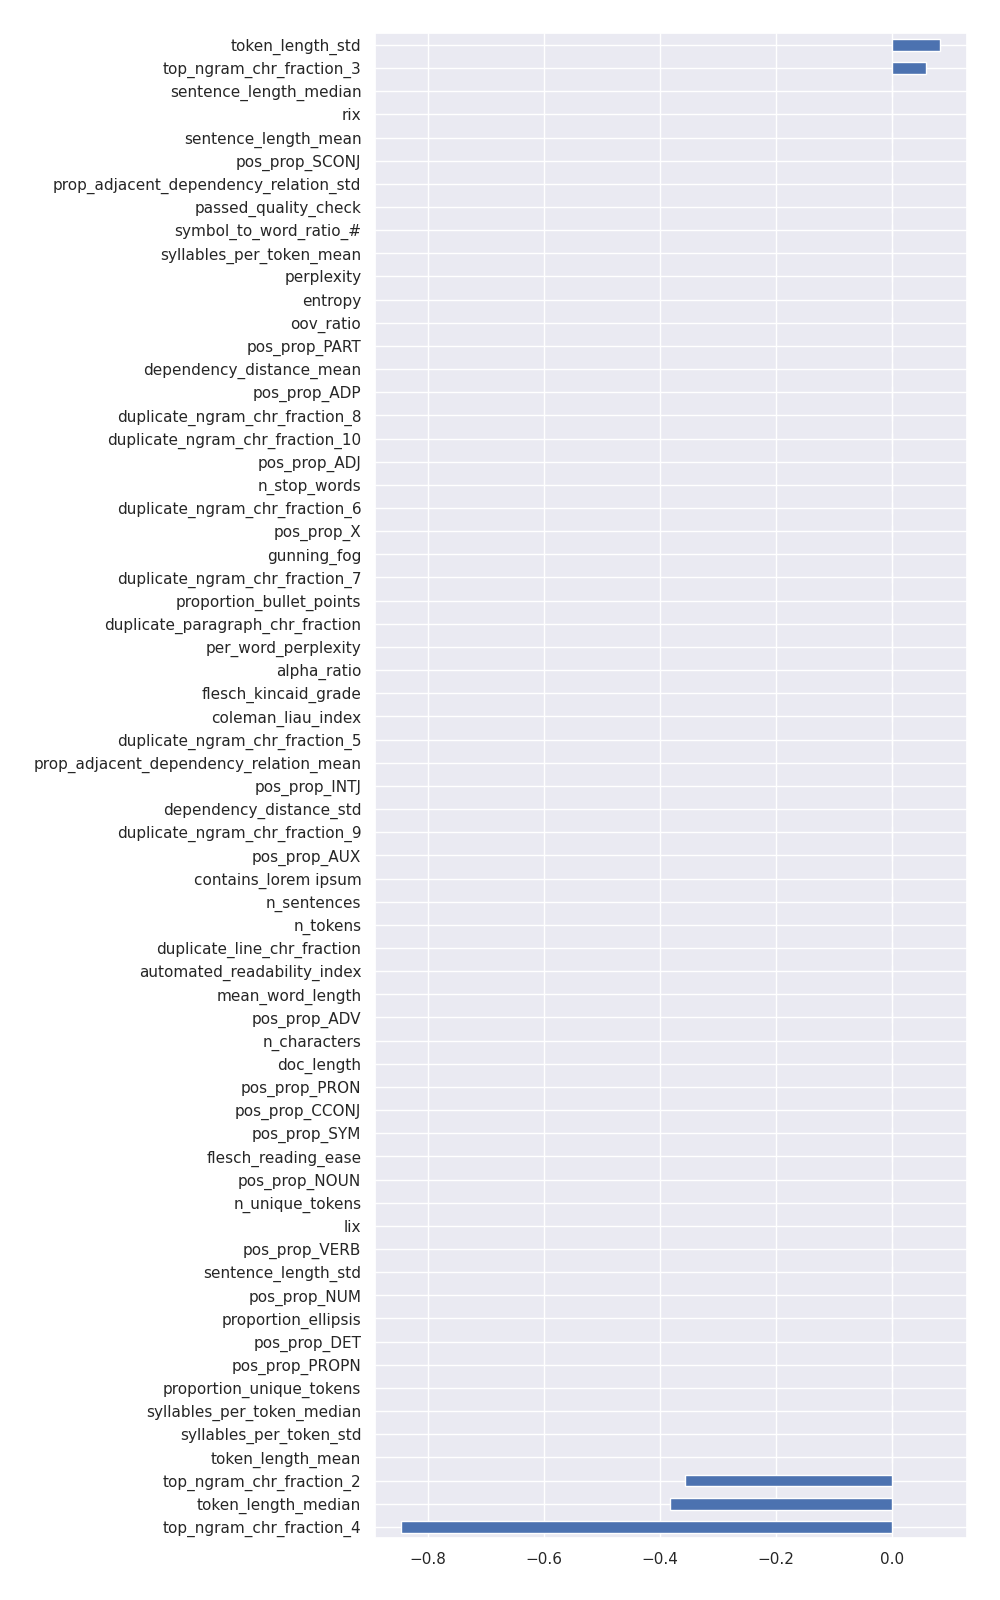 token_length_std
top_ngram_chr_fraction_3
sentence_length_median
rix
sentence_length_mean
pos_prop_SCONJ
prop_adjacent_dependency_relation_std
passed_quality_check
symbol_to_word_ratio_#
syllables_per_token_mean
perplexity
entropy
oov_ratio
pos_prop_PART
dependency_distance_mean
pos_prop_ADP
duplicate_ngram_chr_fraction_8
duplicate_ngram_chr_fraction_10
pos_prop_ADJ
n_stop_words
duplicate_ngram_chr_fraction_6
pos_prop_X
gunning_fog
duplicate_ngram_chr_fraction_7
proportion_bullet_points
duplicate_paragraph_chr_fraction
per_word_perplexity
alpha_ratio
flesch_kincaid_grade
coleman_liau_index
duplicate_ngram_chr_fraction_5
prop_adjacent_dependency_relation_mean
pos_prop_INTJ
dependency_distance_std
duplicate_ngram_chr_fraction_9
pos_prop_AUX
contains_lorem ipsum
n_sentences
n_tokens
duplicate_line_chr_fraction
automated_readability_index
mean_word_length
pos_prop_ADV
n_characters
doc_length
pos_prop_PRON
pos_prop_CCONJ
pos_prop_SYM
flesch_reading_ease
pos_prop_NOUN
n_unique_tokens
lix
pos_prop_VERB
sentence_length_std
pos_prop_NUM
proportion_ellipsis
pos_prop_DET
pos_prop_PROPN
proportion_unique_tokens
syllables_per_token_median
syllables_per_token_std
token_length_mean
top_ngram_chr_fraction_2
token_length_median
top_ngram_chr_fraction_4
−0.8 −0.6 −0.4 −0.2 0.0